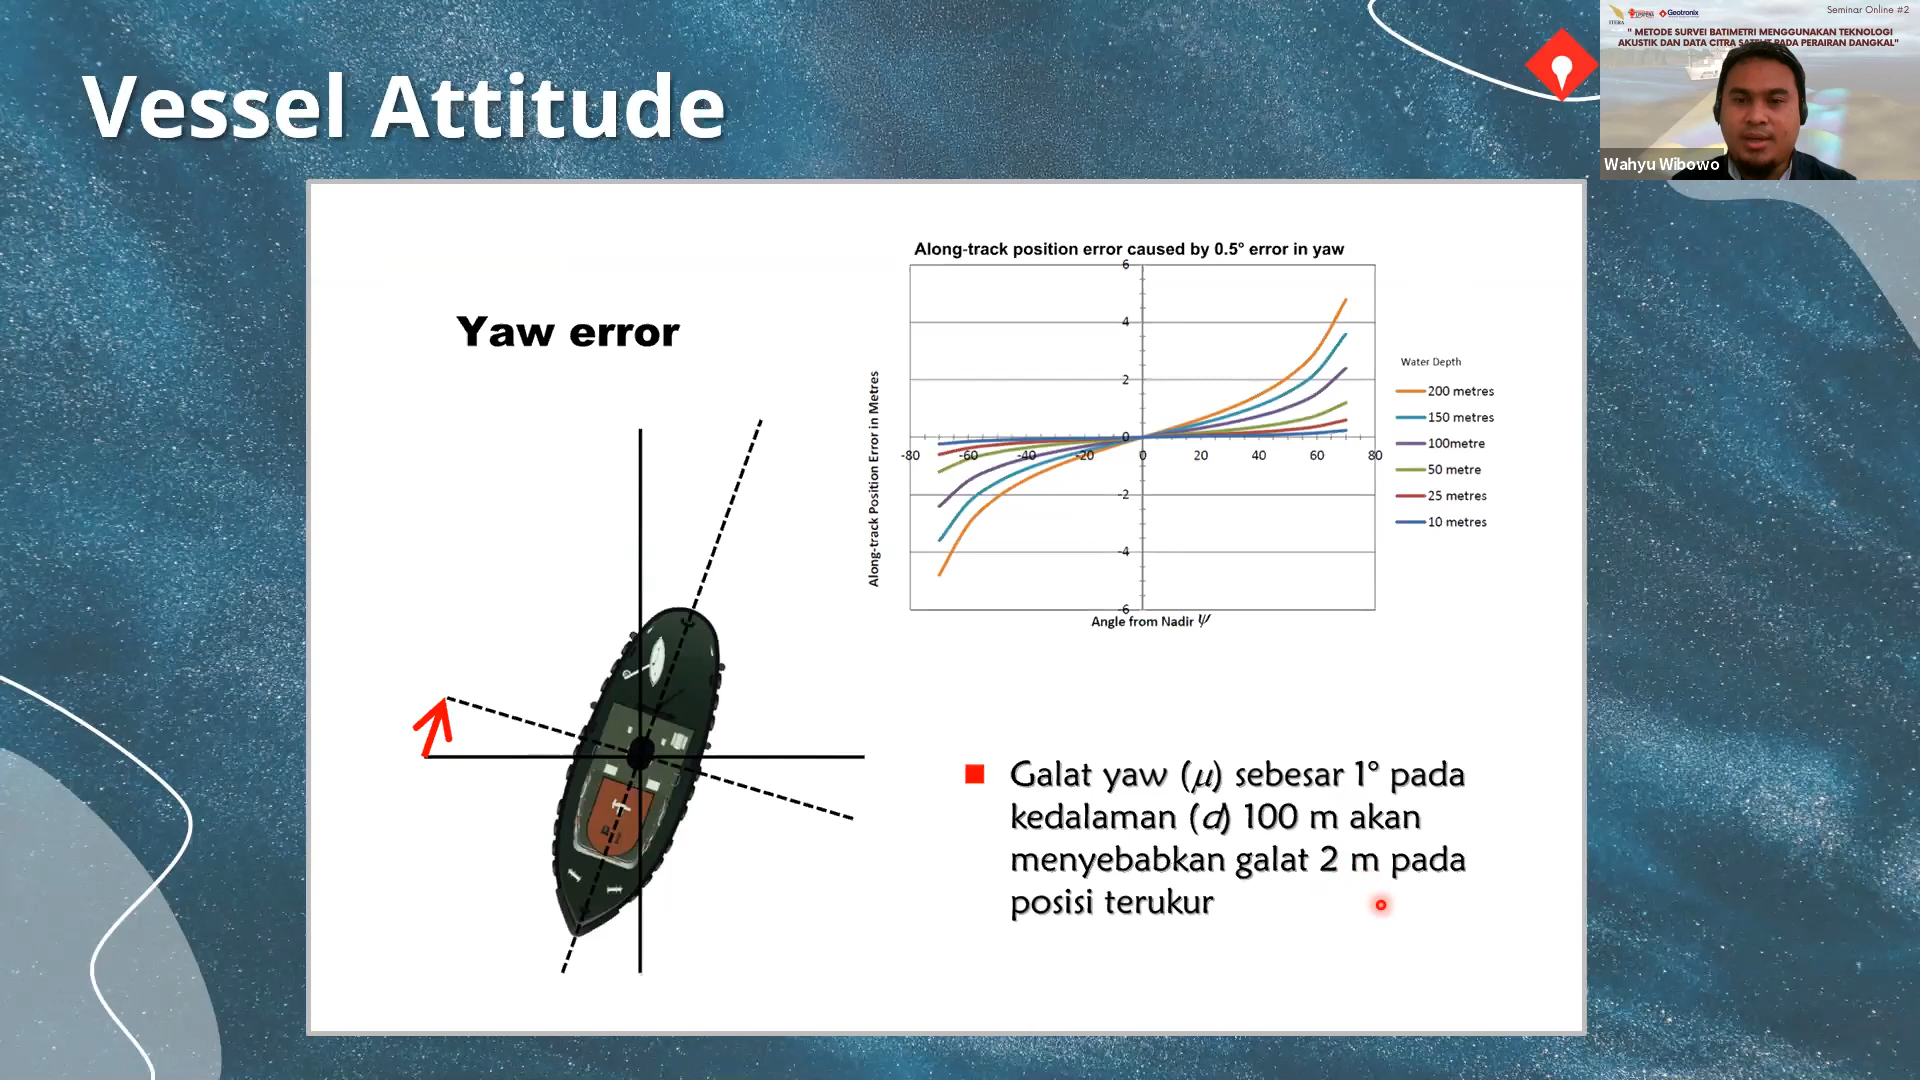 Vessel Attitude
ITERA
Geotronix
Seminar Online #2
" METODE SURVEI BATIMETRI MENGGUNAKAN TEKNOLOGI
AKUSTIK DAN DATA CITRA SATELIT PADA PERAIRAN DANGKAL"
Wahyu Wibowo
Yaw error
Along-track position error caused by 0.5° error in yaw
Along-track Position Error in Metres
6
4
2
0
-2
-4
-6
-80 -60 -40 -20 0 20 40 60 80
Angle from Nadir ψ
Water Depth
200 metres
150 metres
100metre
50 metre
25 metres
10 metres
Galat yaw (μ) sebesar 1° pada
kedalaman (d) 100 m akan
menyebabkan galat 2 m pada
posisi terukur